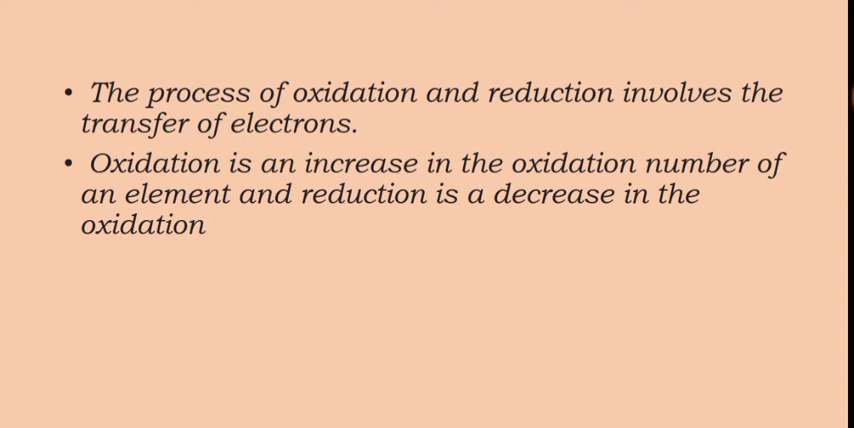 • The process of oxidation and reduction involves the
transfer of electrons.
• Oxidation is an increase in the oxidation number of
an element and reduction is a decrease in the
oxidation